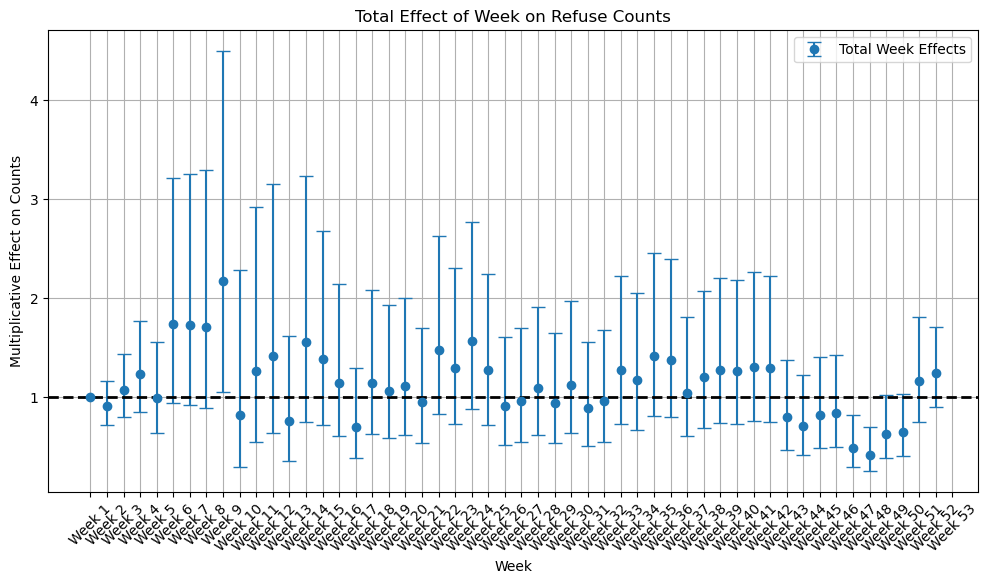 Total Effect of Week on Refuse Counts
Total Week Effects
Multiplicative Effect on Counts
4
3
2
1
Week 1
Week 2
Week 3
Week 4
Week 5
Week 6
Week 7
Week 8
Week 9
Week 10
Week 11
Week 12
Week 13
Week 14
Week 15
Week 16
Week 17
Week 18
Week 19
Week 20
Week 21
Week 22
Week 23
Week 24
Week 25
Week 26
Week 27
Week 28
Week 29
Week 30
Week 31
Week 32
Week 33
Week 34
Week 35
Week 36
Week 37
Week 38
Week 39
Week 40
Week 41
Week 42
Week 43
Week 44
Week 45
Week 46
Week 47
Week 48
Week 49
Week 50
Week 51
Week 52
Week 53
Week